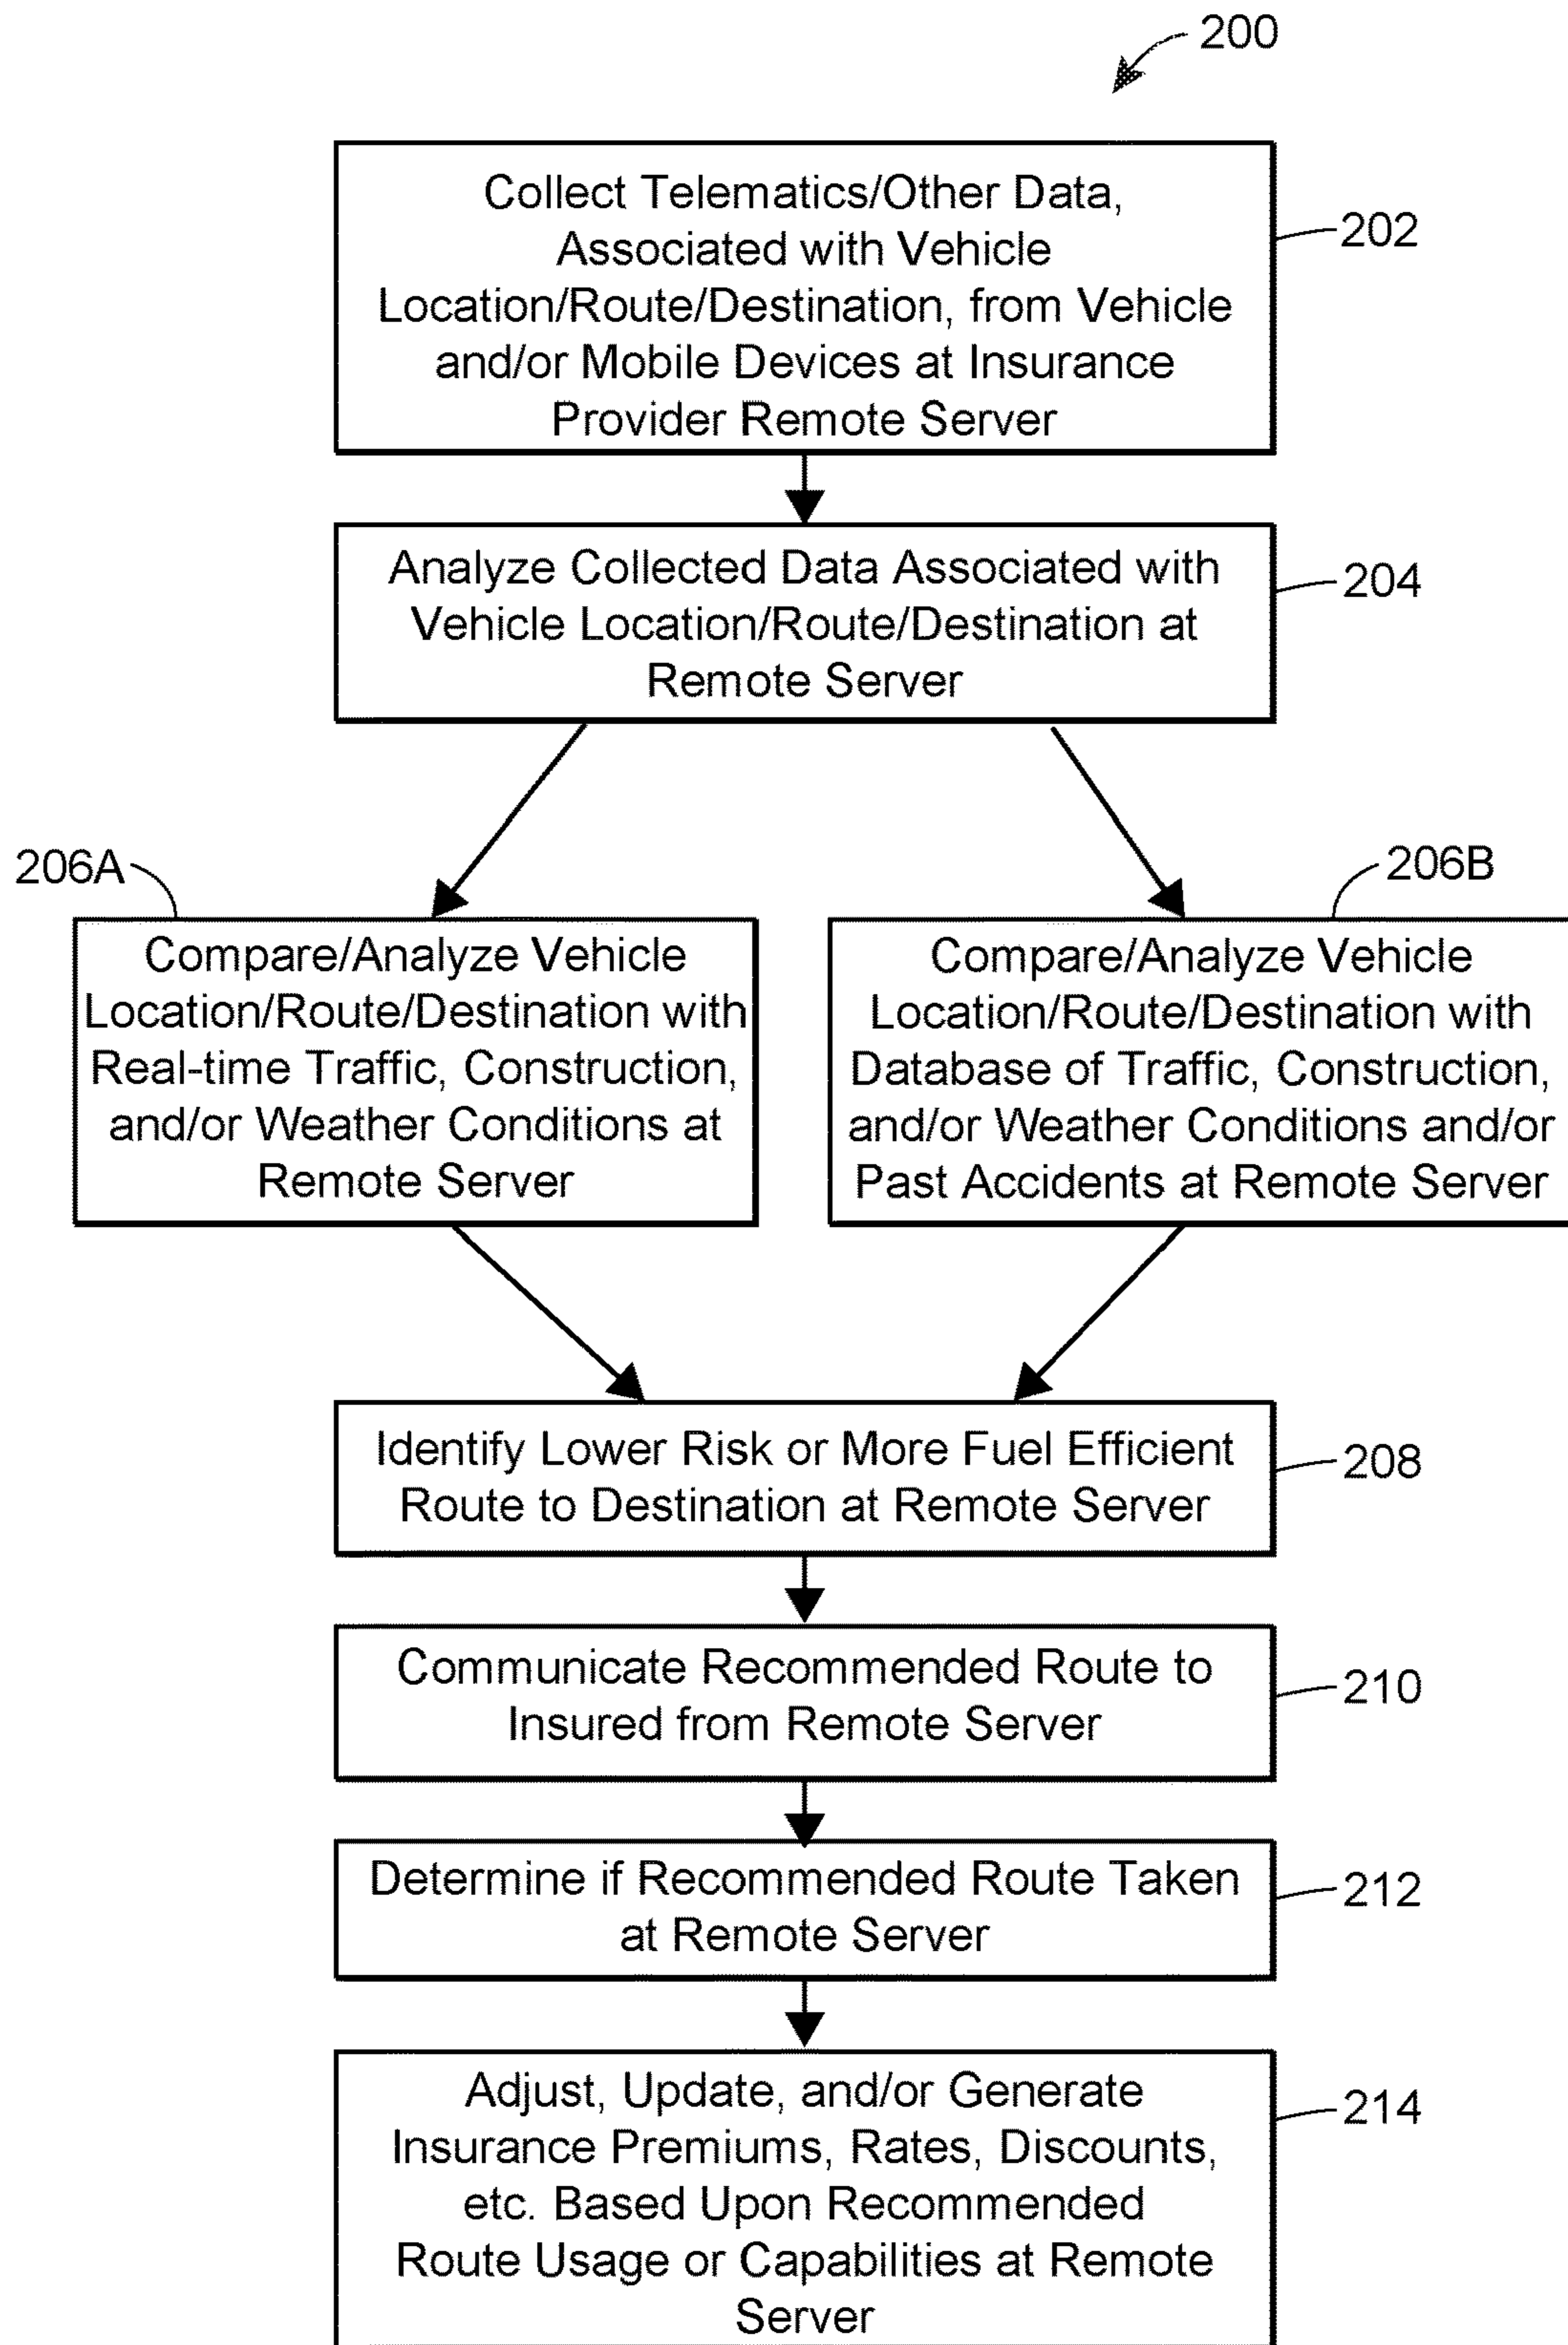 200
Collect Telematics/Other Data,
Associated with Vehicle
Location/Route/Destination, from Vehicle
and/or Mobile Devices at Insurance
Provider Remote Server
202
Analyze Collected Data Associated with
Vehicle Location/Route/Destination at
Remote Server
204
206A
Compare/Analyze Vehicle
Location/Route/Destination with
Real-time Traffic, Construction,
and/or Weather Conditions at
Remote Server
206B
Compare/Analyze Vehicle
Location/Route/Destination with
Database of Traffic, Construction,
and/or Weather Conditions and/or
Past Accidents at Remote Server
Identify Lower Risk or More Fuel Efficient
Route to Destination at Remote Server
208
Communicate Recommended Route to
Insured from Remote Server
210
Determine if Recommended Route Taken
at Remote Server
212
Adjust, Update, and/or Generate
Insurance Premiums, Rates, Discounts,
etc. Based Upon Recommended
Route Usage or Capabilities at Remote
Server
214